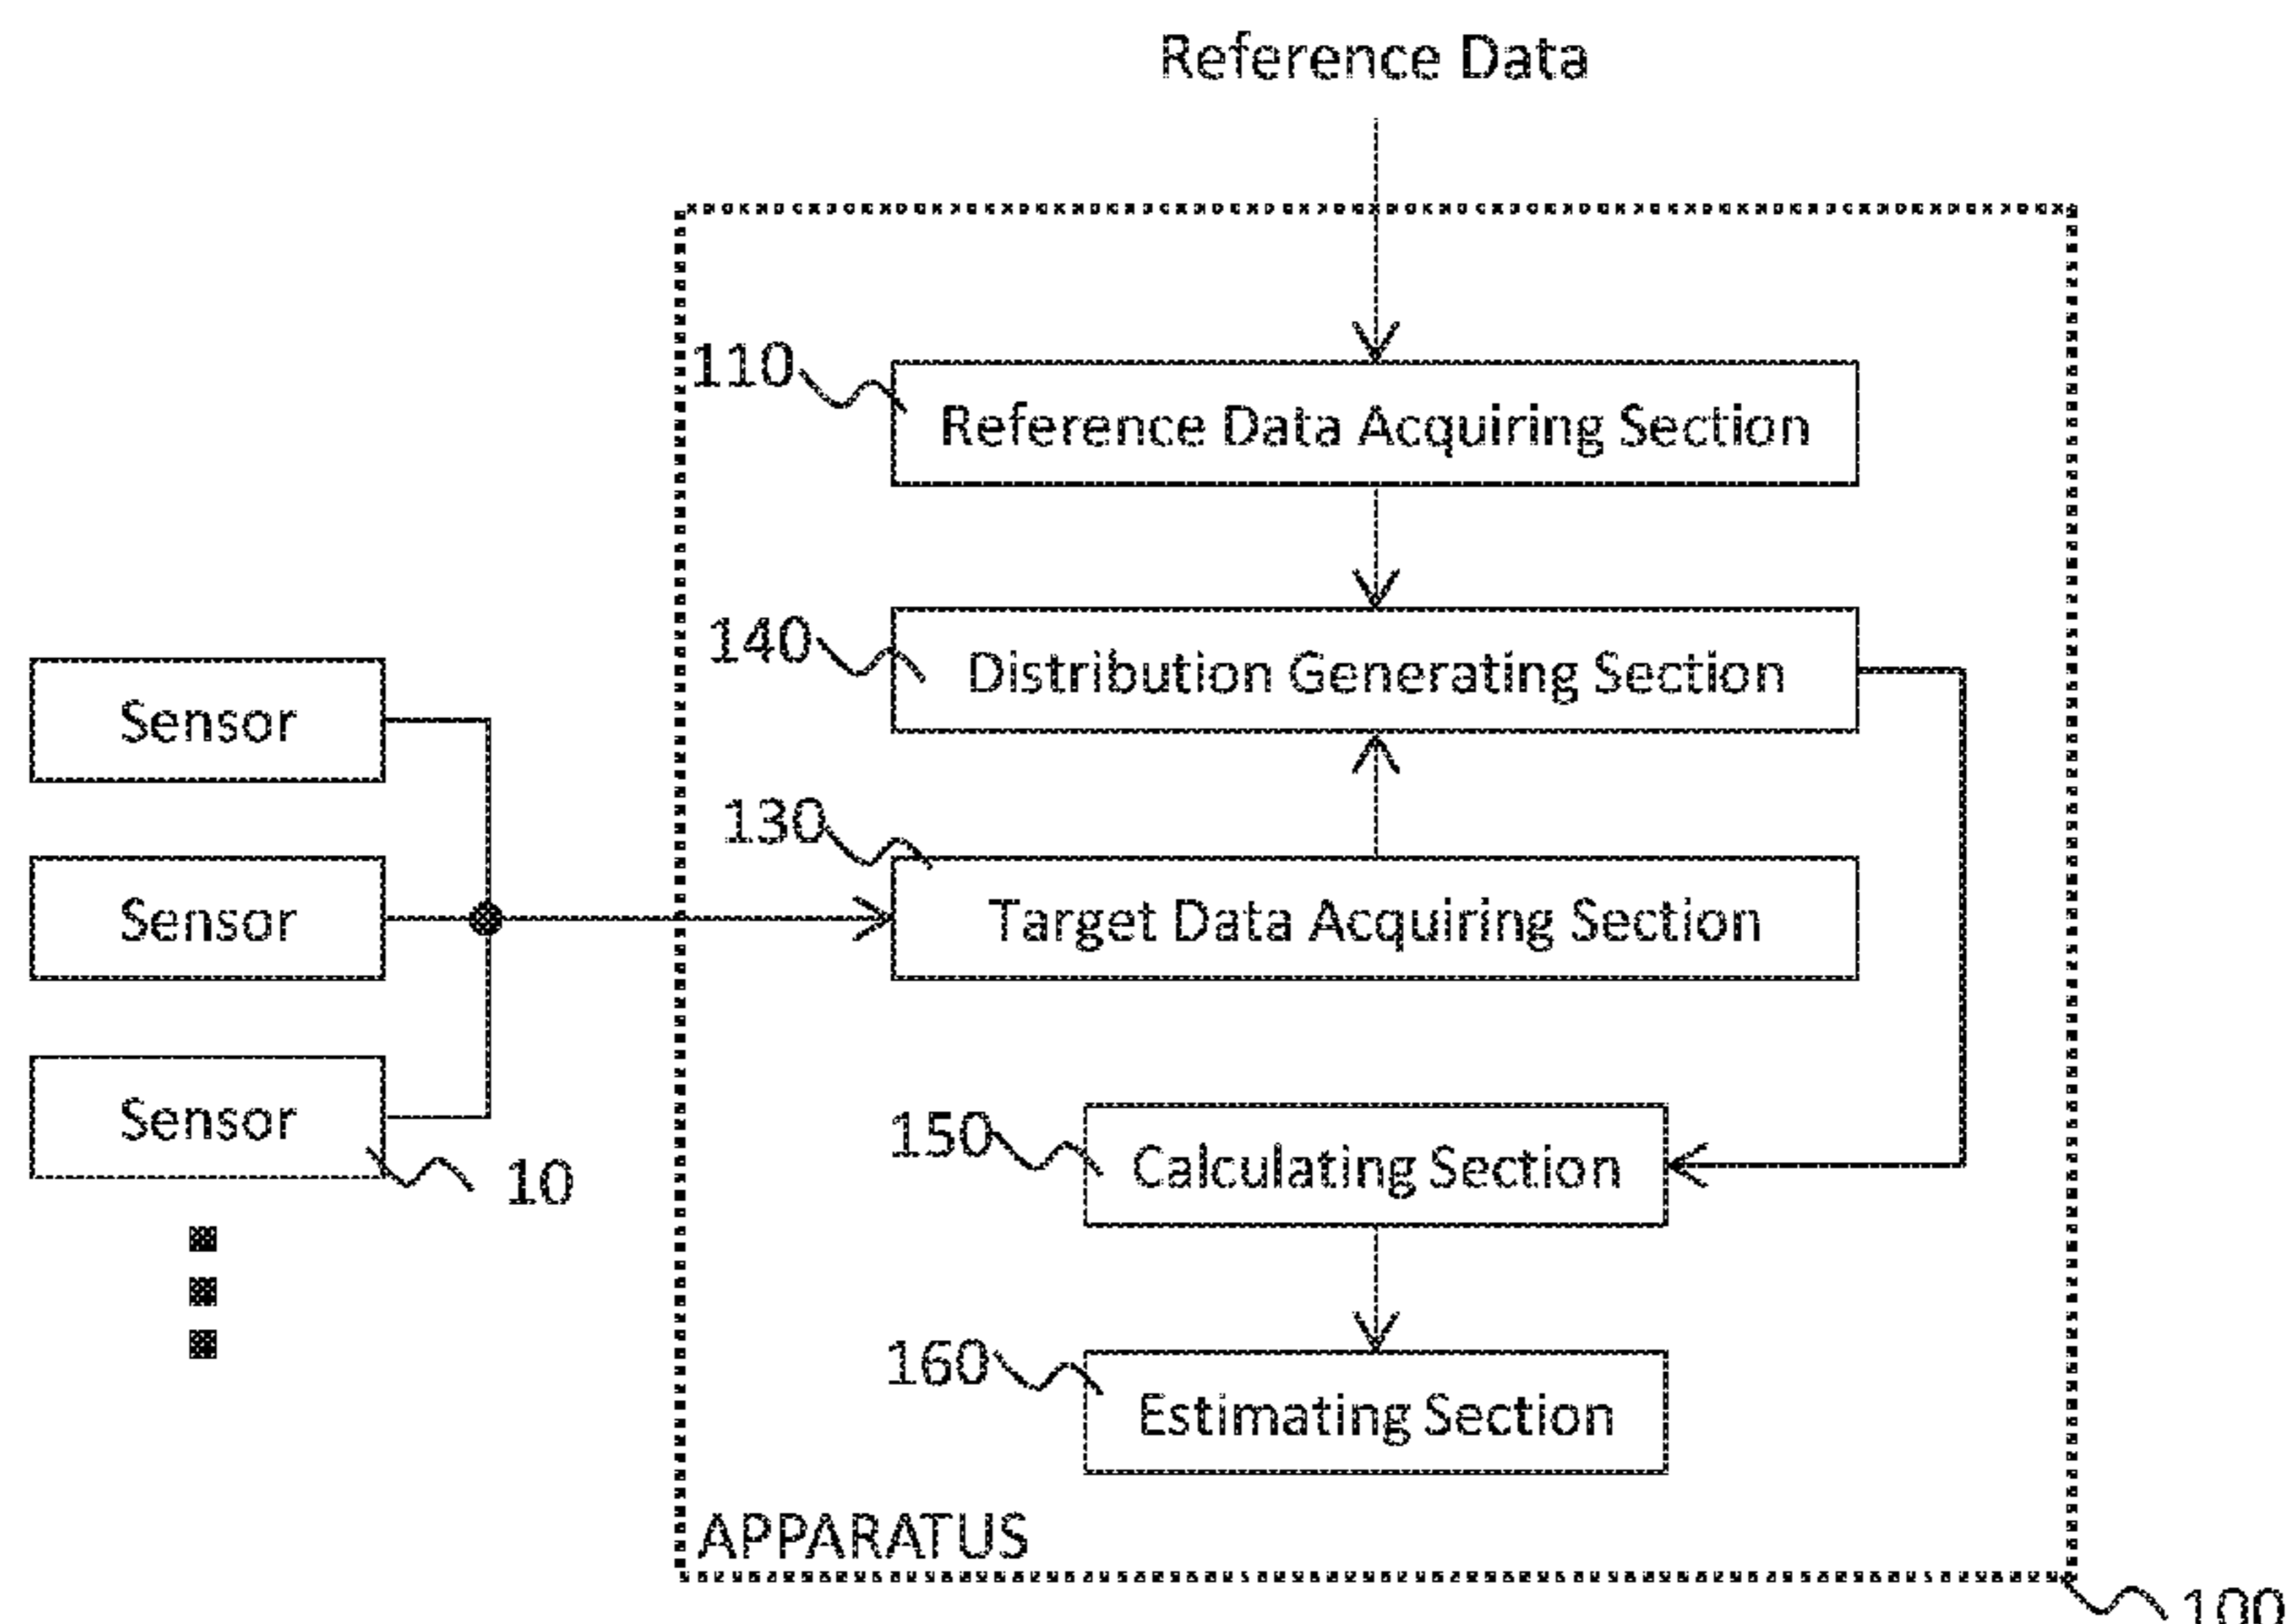 Reference Data
110
Reference Data Acquiring Section
140
Distribution Generating Section
Sensor
130
Sensor
Target Data Acquiring Section
Sensor
10
150
Calculating Section
160
Estimating Section
APPARATUS
100